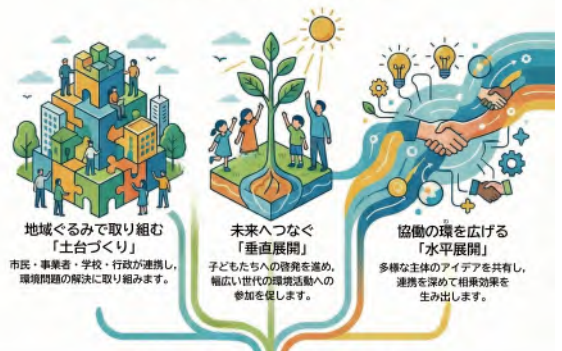 地域ぐるみで取り組む
「土台づくり」
市民・事業者・学校・行政が連携し、
環境問題の解決に取り組みます。
未来へつなぐ
「垂直展開」
子どもたちへの啓発を進め、
幅広い世代の環境活動への
参加を促します。
協働の環を広げる
「水平展開」
多様な主体のアイデアを共有し、
連携を深めて相乗効果を
生み出します。